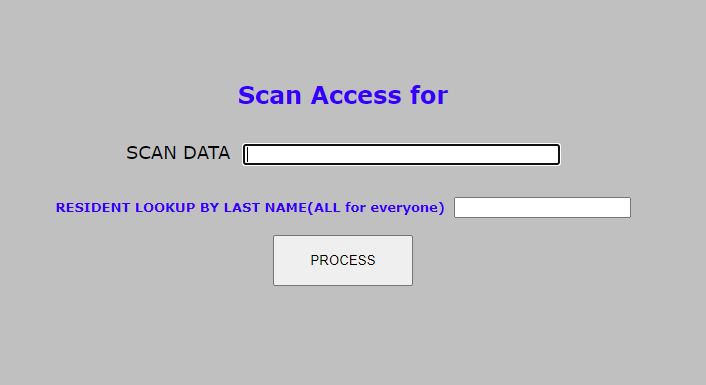 Scan Access for
SCAN DATA
RESIDENT LOOKUP BY LAST NAME(ALL for everyone)
PROCESS